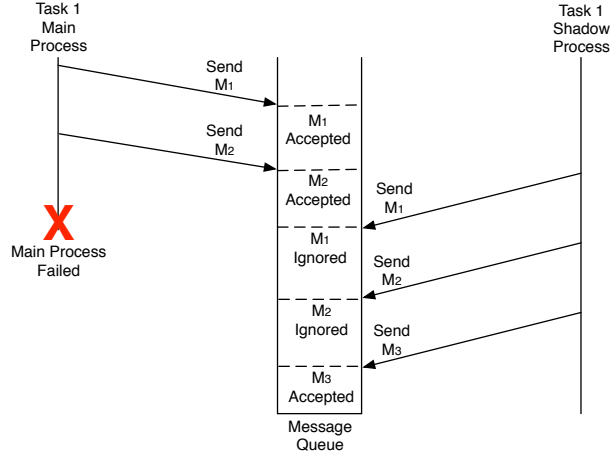 Task 1
Main
Process
Task 1
Shadow
Process
Send
M1
M1
Accepted
Send
M2
M2
Accepted
Send
M1
M1
Ignored
Main Process
Failed
Send
M2
M2
Ignored
Send
M3
M3
Accepted
Message
Queue